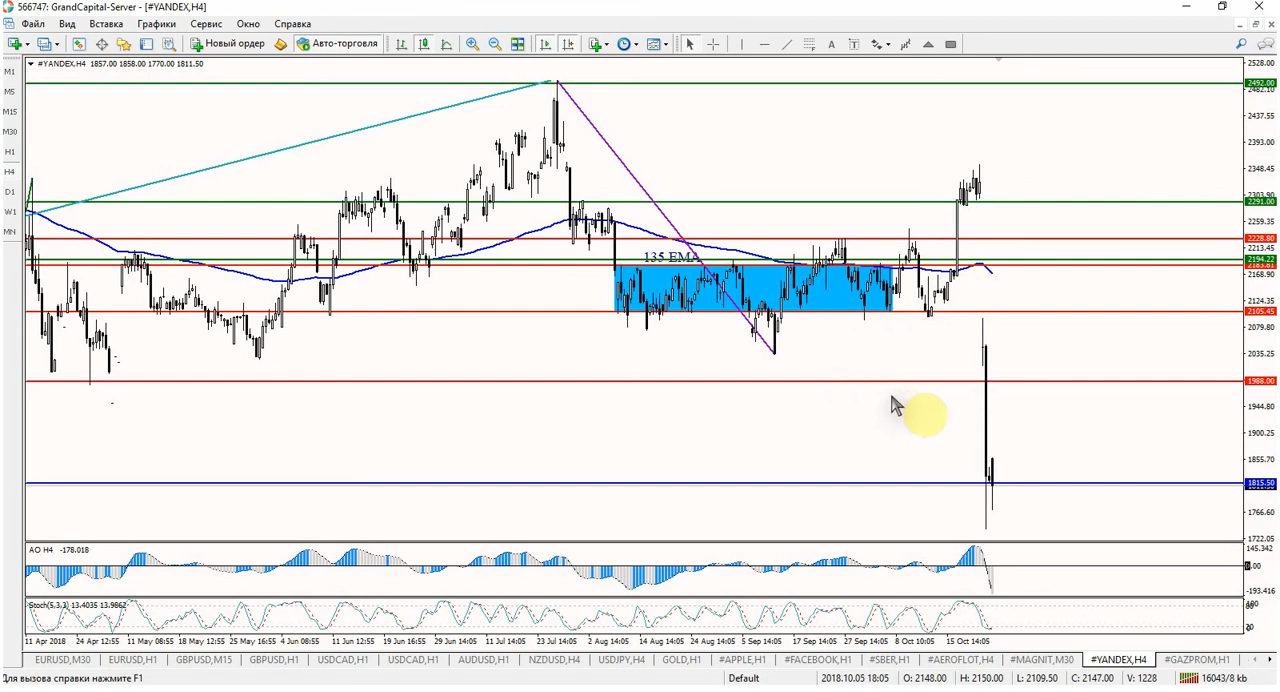 566747: GrandCapital-Server - [#YANDEX,H4]
Файл Вид Вставка Графики Сервис Окно Справка
Новый ордер Авто-торговля
#YANDEX,H4 1857.00 1858.00 1770.00 1811.50
M1
M5
M15
M30
H1
H4
D1
W1
MN
135 EMA
2528.00
2492.00
2482.10
2437.55
2393.00
2348.45
2303.90
2291.00
2259.35
2228.80
2213.45
2194.22
2183.81
2168.90
2124.35
2105.45
2079.80
2035.25
1988.00
1944.80
1900.25
1855.70
1815.50
1766.60
1722.05
AO H4 -178.018
145.342
0.00
-193.416
Stoch(5,3,3) 13.4035 13.9862
100
80
20
11 Apr 2018 24 Apr 12:55 11 May 08:55 18 May 12:55 25 May 16:55 4 Jun 08:55 11 Jun 12:55 19 Jun 16:55 29 Jun 14:05 11 Jul 14:05 23 Jul 14:05 2 Aug 14:05 14 Aug 14:05 24 Aug 14:05 5 Sep 14:05 17 Sep 14:05 27 Sep 14:05 8 Oct 10:05 15 Oct 14:05
EURUSD,M30 EURUSD,H1 GBPUSD,M15 GBPUSD,H1 USDCAD,H1 USDCAD,H1 AUDUSD,H1 NZDUSD,H4 USDJPY,H4 GOLD,H1 #APPLE,H1 #FACEBOOK,H1 #SBER,H1 #AEROFLOT,H4 #MAGNIT,M30 #YANDEX,H4 #GAZPROM,H1
Для вызова справки нажмите F1 Default 2018.10.05 18:05 O: 2148.00 H: 2150.00 L: 2109.50 C: 2147.00 V: 1228 16043/8 kb